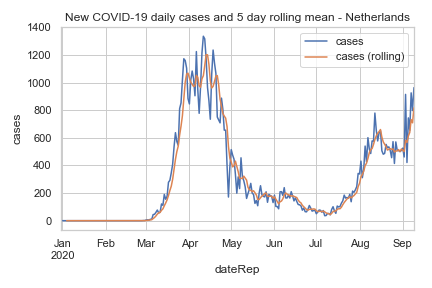 New COVID-19 daily cases and 5 day rolling mean - Netherlands
cases
cases (rolling)
1400
1200
1000
800
600
400
200
0
cases
Jan Feb Mar Apr May Jun Jul Aug Sep
2020
dateRep